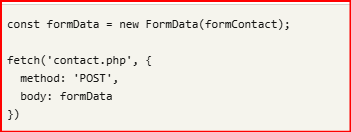 const formData = new FormData(formContact);
fetch('contact.php', {
  method: 'POST',
  body: formData
})